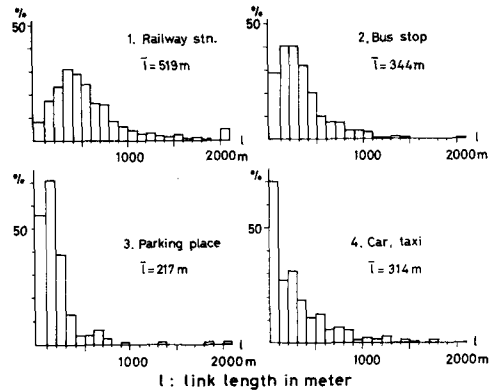 %
50
1. Railway stn.
l̄=519m
1000
2000m
l
%
50
2. Bus stop
l̄=344m
1000
2000m
l
%
50
3. Parking place
l̄=217m
1000
2000m
l
%
50
4. Car, taxi
l̄=314m
1000
2000m
l
l : link length in meter